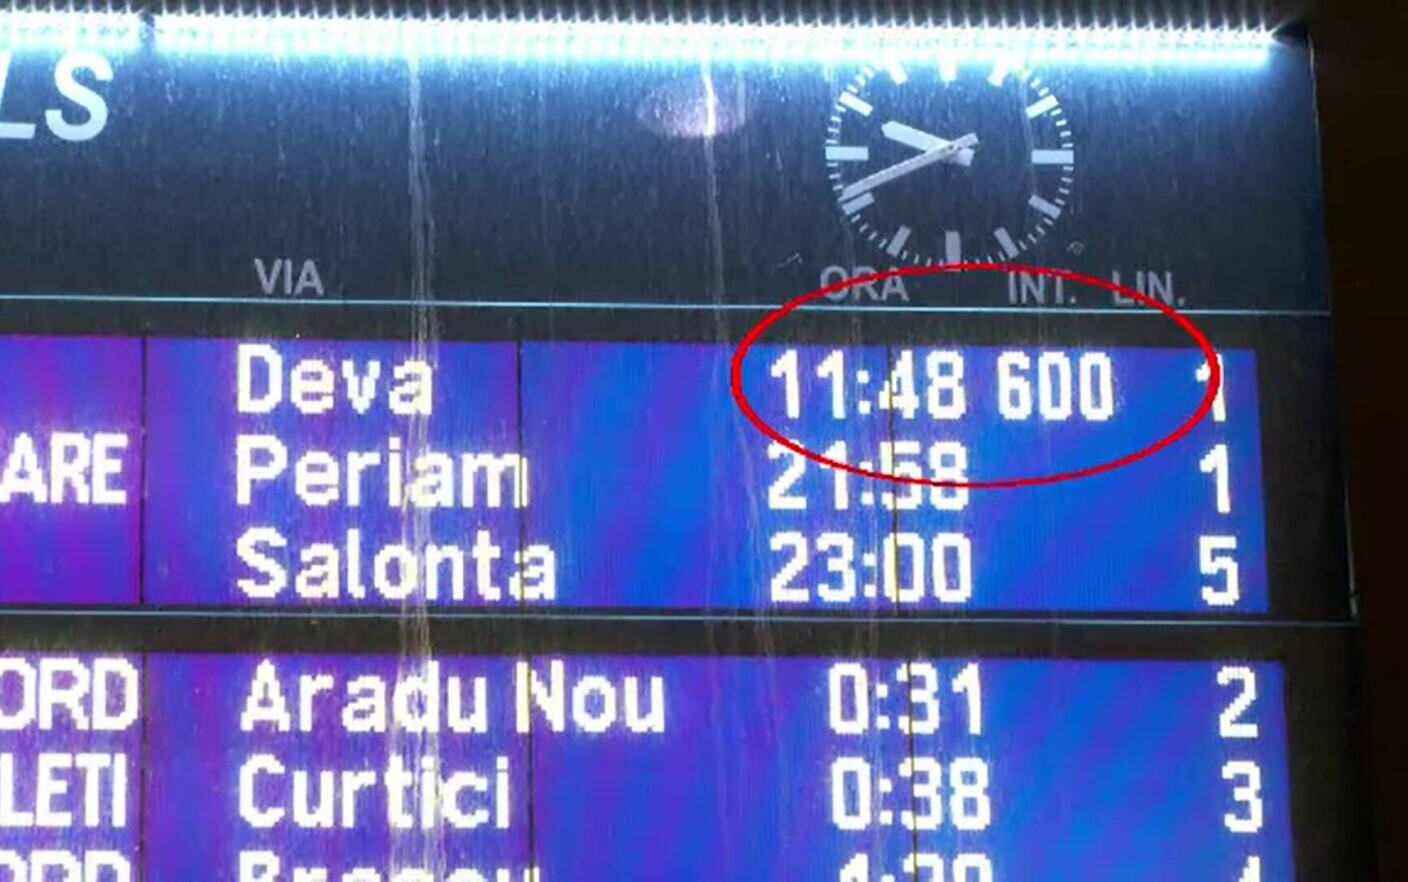 LS
VIA ORA INT. LIN.
Deva 11:48 600 1
ARE Periam 21:58 1
Salonta 23:00 5
ORD Aradu Nou 0:31 2
LETI Curtici 0:38 3